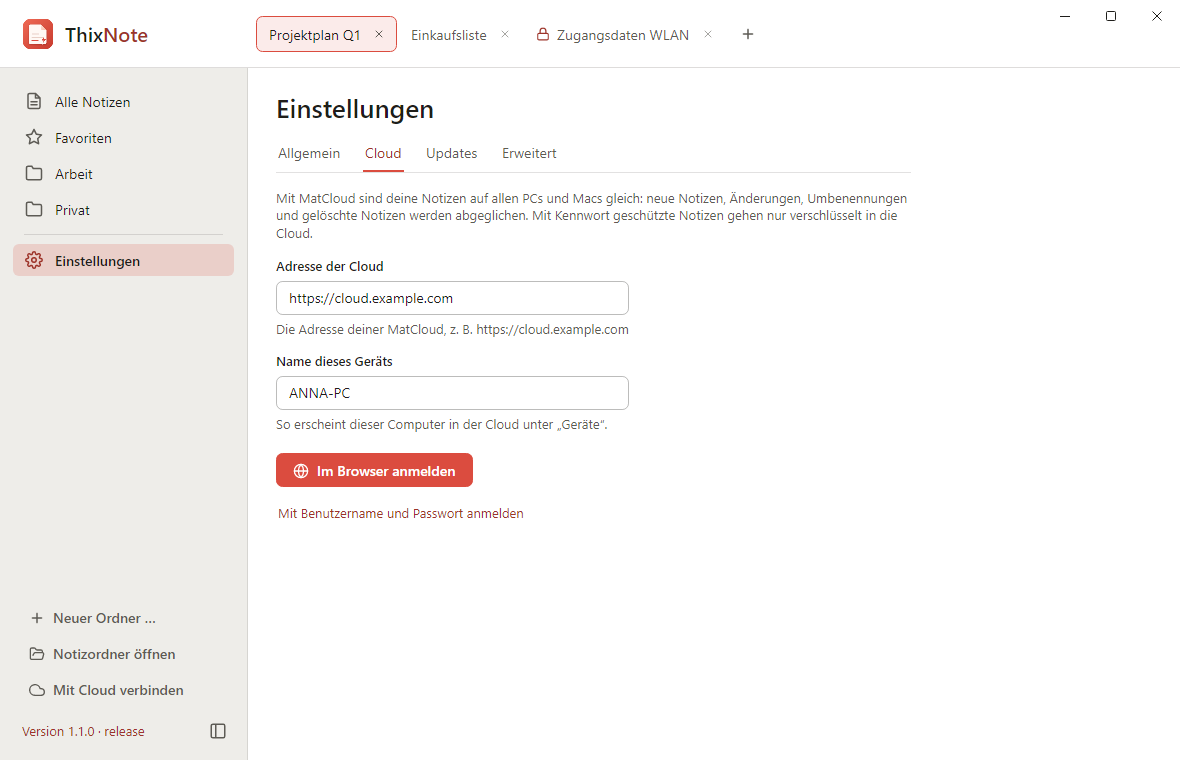 ThixNote
Projektplan Q1
Einkaufsliste
Zugangsdaten WLAN
Alle Notizen
Favoriten
Arbeit
Privat
Einstellungen
Neuer Ordner ...
Notizordner öffnen
Mit Cloud verbinden
Version 1.1.0 · release
Einstellungen
Allgemein
Cloud
Updates
Erweitert
Mit MatCloud sind deine Notizen auf allen PCs und Macs gleich: neue Notizen, Änderungen, Umbenennungen
und gelöschte Notizen werden abgeglichen. Mit Kennwort geschützte Notizen gehen nur verschlüsselt in die
Cloud.
Adresse der Cloud
https://cloud.example.com
Die Adresse deiner MatCloud, z. B. https://cloud.example.com
Name dieses Geräts
ANNA-PC
So erscheint dieser Computer in der Cloud unter „Geräte“.
Im Browser anmelden
Mit Benutzername und Passwort anmelden